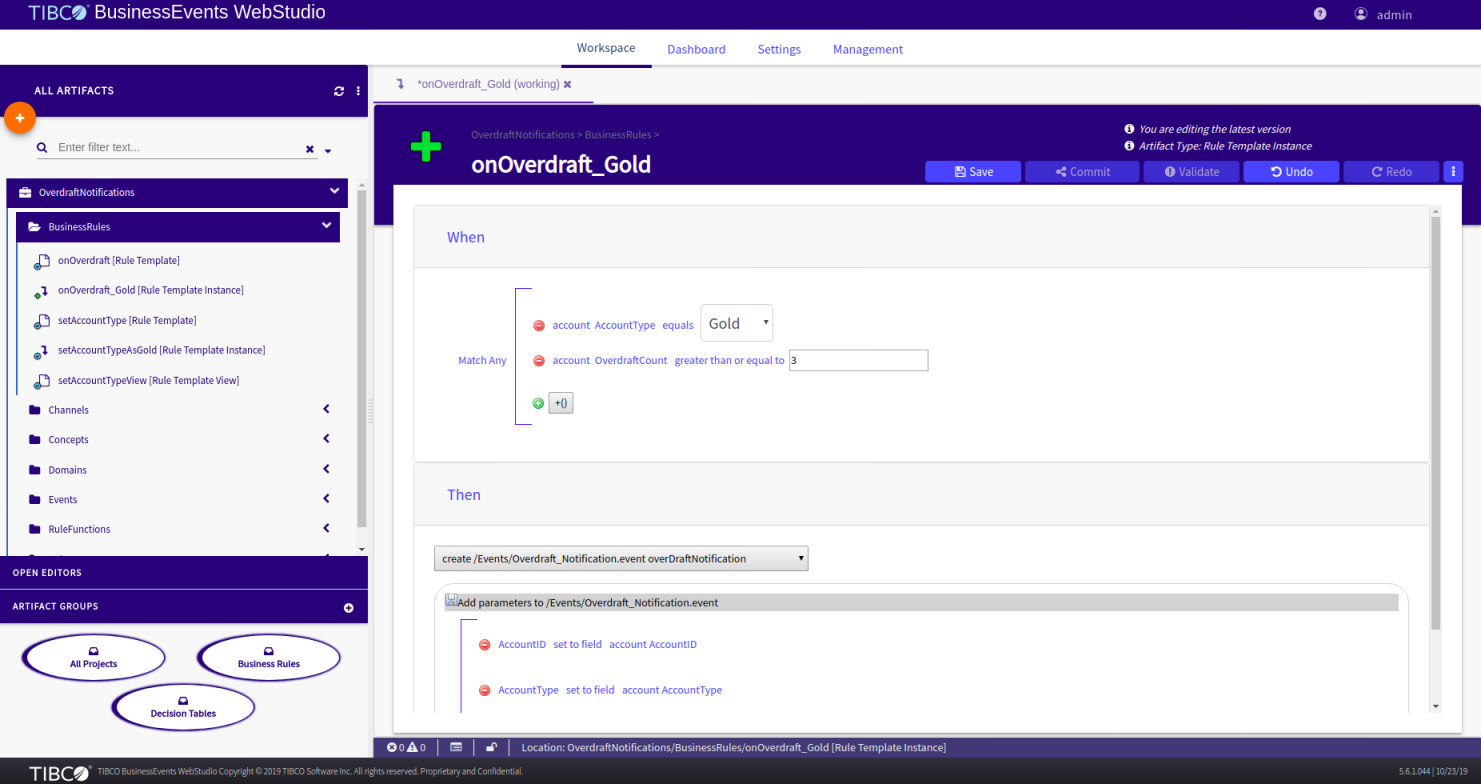 TIBCO® BusinessEvents WebStudio
? admin
Workspace Dashboard Settings Management
ALL ARTIFACTS
*onOverdraft_Gold (working)
+
Enter filter text...
OverdraftNotifications > BusinessRules >
onOverdraft_Gold
You are editing the latest version
Artifact Type: Rule Template Instance
Save Commit Validate Undo Redo
OverdraftNotifications
BusinessRules
onOverdraft [Rule Template]
onOverdraft_Gold [Rule Template Instance]
setAccountType [Rule Template]
setAccountTypeAsGold [Rule Template Instance]
setAccountTypeView [Rule Template View]
Channels
Concepts
Domains
Events
RuleFunctions
OPEN EDITORS
ARTIFACT GROUPS
All Projects
Business Rules
Decision Tables
When
Match Any
account AccountType equals Gold
account OverdraftCount greater than or equal to 3
+()
Then
create /Events/Overdraft_Notification.event overDraftNotification
Add parameters to /Events/Overdraft_Notification.event
AccountID set to field account AccountID
AccountType set to field account AccountType
0 0 Location: OverdraftNotifications/BusinessRules/onOverdraft_Gold [Rule Template Instance]
TIBCO® TIBCO BusinessEvents WebStudio Copyright © 2019 TIBCO Software Inc. All rights reserved. Proprietary and Confidential.
5.6.1.044 | 10/23/19